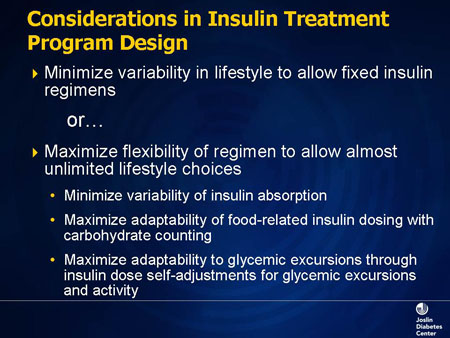 Considerations in Insulin Treatment
Program Design
Minimize variability in lifestyle to allow fixed insulin
regimens
or…
Maximize flexibility of regimen to allow almost
unlimited lifestyle choices
• Minimize variability of insulin absorption
• Maximize adaptability of food-related insulin dosing with
carbohydrate counting
• Maximize adaptability to glycemic excursions through
insulin dose self-adjustments for glycemic excursions
and activity
Joslin
Diabetes
Center